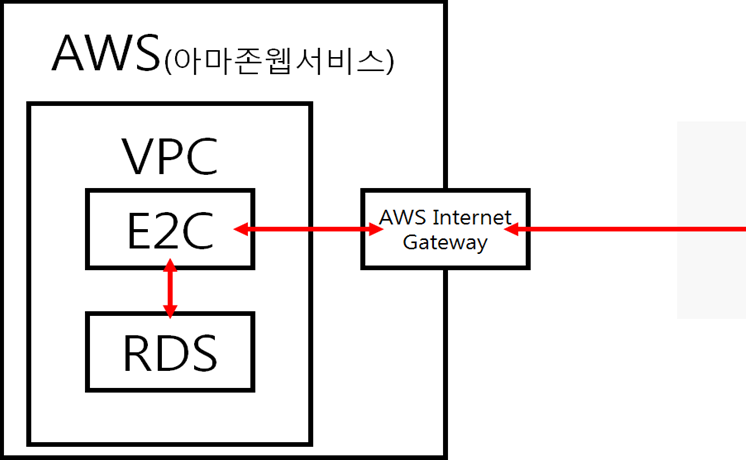 AWS(아마존웹서비스)
VPC
E2C
AWS Internet
Gateway
RDS